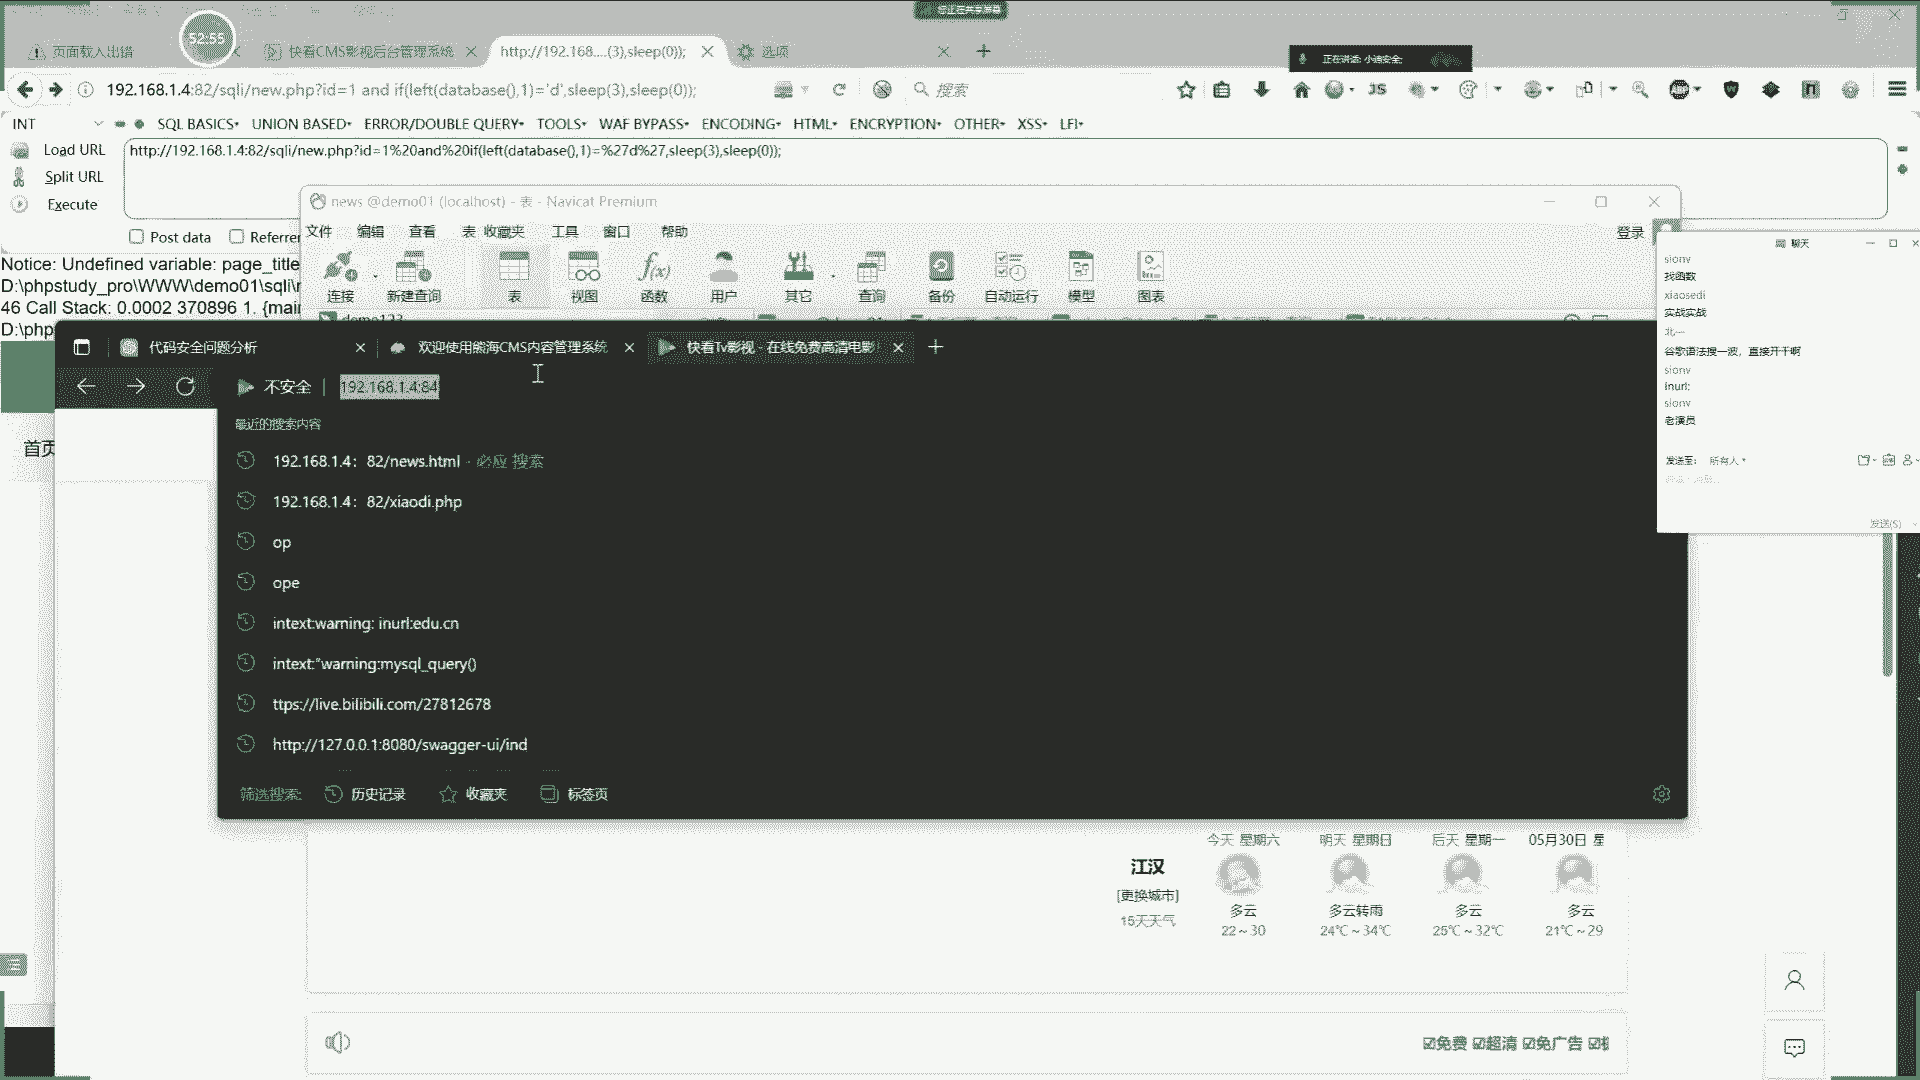 您正在共享屏幕
52:55
页面载入出错
快看CMS影视后台管理系统
http://192.168....(3),sleep(0));
选项
正在讲话: 小迪安全;
192.168.1.4:82/sqli/new.php?id=1 and if(left(database(),1)='d',sleep(3),sleep(0));
搜索
INT
SQL BASICS
UNION BASED
ERROR/DOUBLE QUERY
TOOLS
WAF BYPASS
ENCODING
HTML
ENCRYPTION
OTHER
XSS
LFI
Load URL
http://192.168.1.4:82/sqli/new.php?id=1%20and%20if(left(database(),1)=%27d%27,sleep(3),sleep(0));
Split URL
Execute
news @demo01 (localhost) - 表 - Navicat Premium
文件 编辑 查看 表 收藏夹 工具 窗口 帮助
登录
Post data
Referrer
Notice: Undefined variable: page_title
D:\phpstudy_pro\WWW\demo01\sqli\n
46 Call Stack: 0.0002 370896 1. {main
D:\php
连接 新建查询 表 视图 函数 用户 其它 查询 备份 自动运行 模型 图表
demo123
聊天
sionv
找函数
xiaosedi
实战实战
北一
谷歌语法搜一波，直接开干啊
sionv
inurl:
sionv
老演员
发送至: 所有人
发送(S)
代码安全问题分析
欢迎使用熊海CMS内容管理系统
快看Tv影视 - 在线免费高清电影
不安全
192.168.1.4:84
最近的搜索内容
192.168.1.4：82/news.html - 必应 搜索
192.168.1.4：82/xiaodi.php
op
ope
intext:warning: inurl:edu.cn
intext:"warning:mysql_query()
ttps://live.bilibili.com/27812678
http://127.0.0.1:8080/swagger-ui/ind
筛选搜索:
历史记录
收藏夹
标签页
首页
江汉
[更换城市]
15天天气
今天 星期六
明天 星期日
后天 星期一
05月30日 星
多云
多云转雨
多云
多云
22～30
24℃～34℃
25℃～32℃
21℃～29
☑免费 ☑超清 ☑免广告